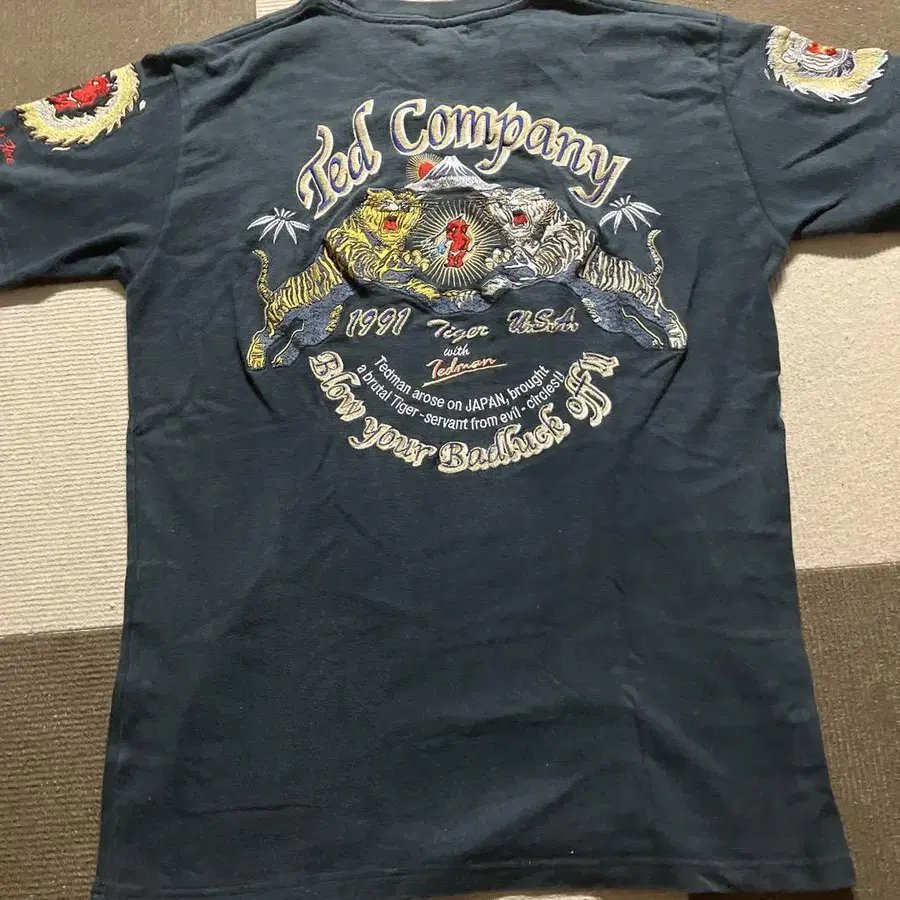 Ted Company
1991 Tiger U.S.A.
with
Tedman
Tedman arose on JAPAN, brought
a brutal Tiger-servant from evil-circles!!
Blow your Badluck off!!